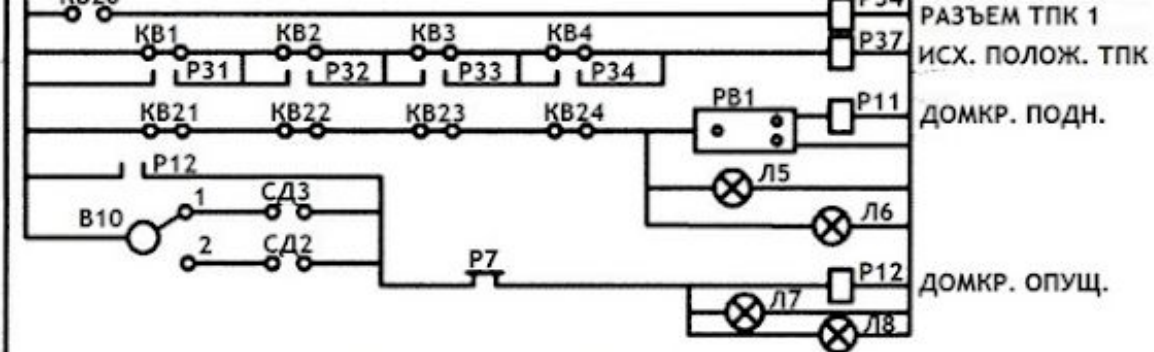 РАЗЪЕМ ТПК 1
КВ1 КВ2 КВ3 КВ4 Р37 ИСХ. ПОЛОЖ. ТПК
Р31 Р32 Р33 Р34
КВ21 КВ22 КВ23 КВ24 РВ1 Р11 ДОМКР. ПОДН.
Р12 Л5
В10 1 СД3 Л6
2 СД2
Р7 Р12 ДОМКР. ОПУЩ.
Л7
Л8